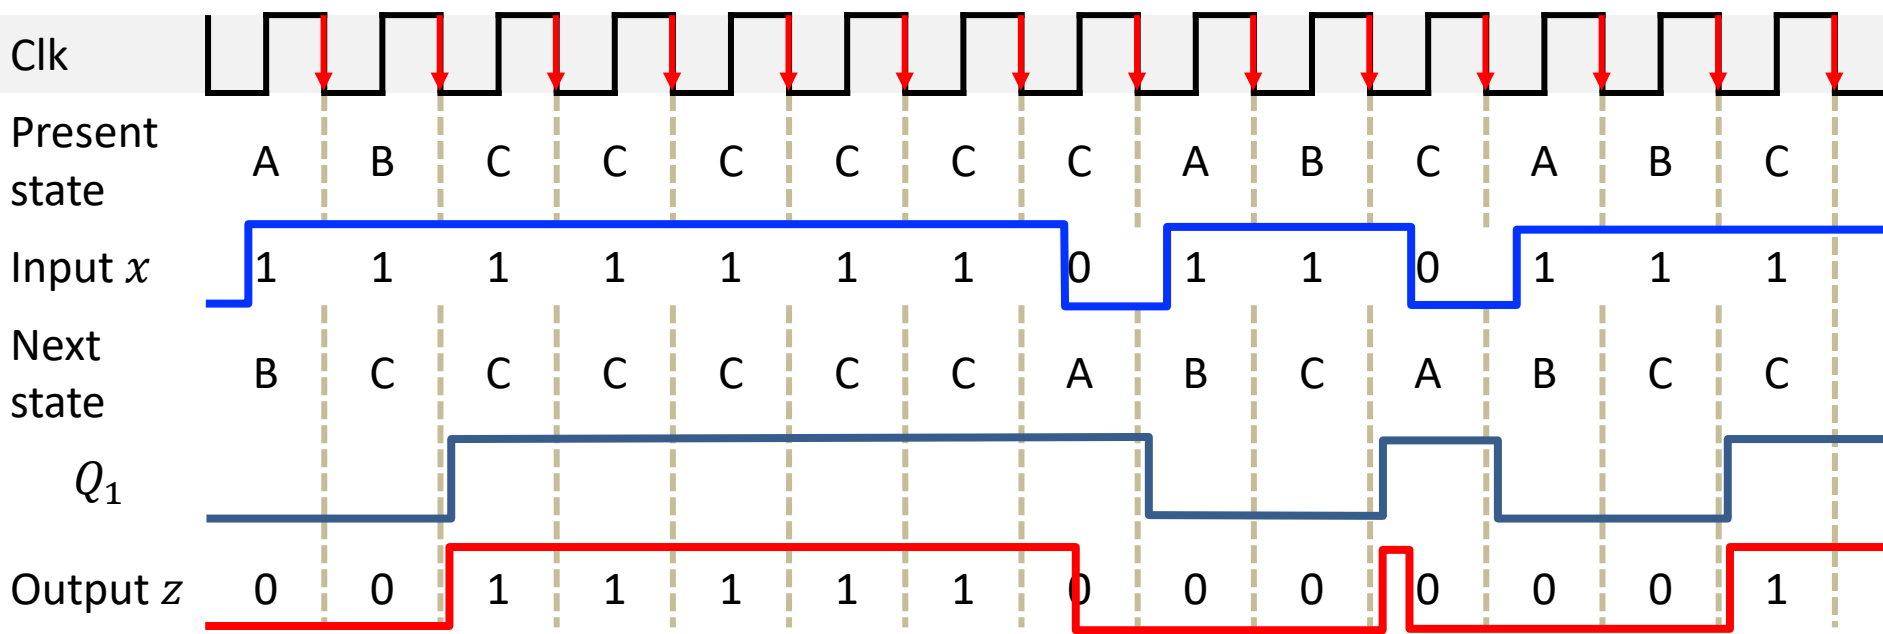 Clk
Present
state
A B C C C C C C A B C A B C
Input x
1 1 1 1 1 1 1 0 1 1 0 1 1 1
Next
state
B C C C C C C A B C A B C C
Q₁
Output z
0 0 1 1 1 1 1 0 0 0 0 0 0 1